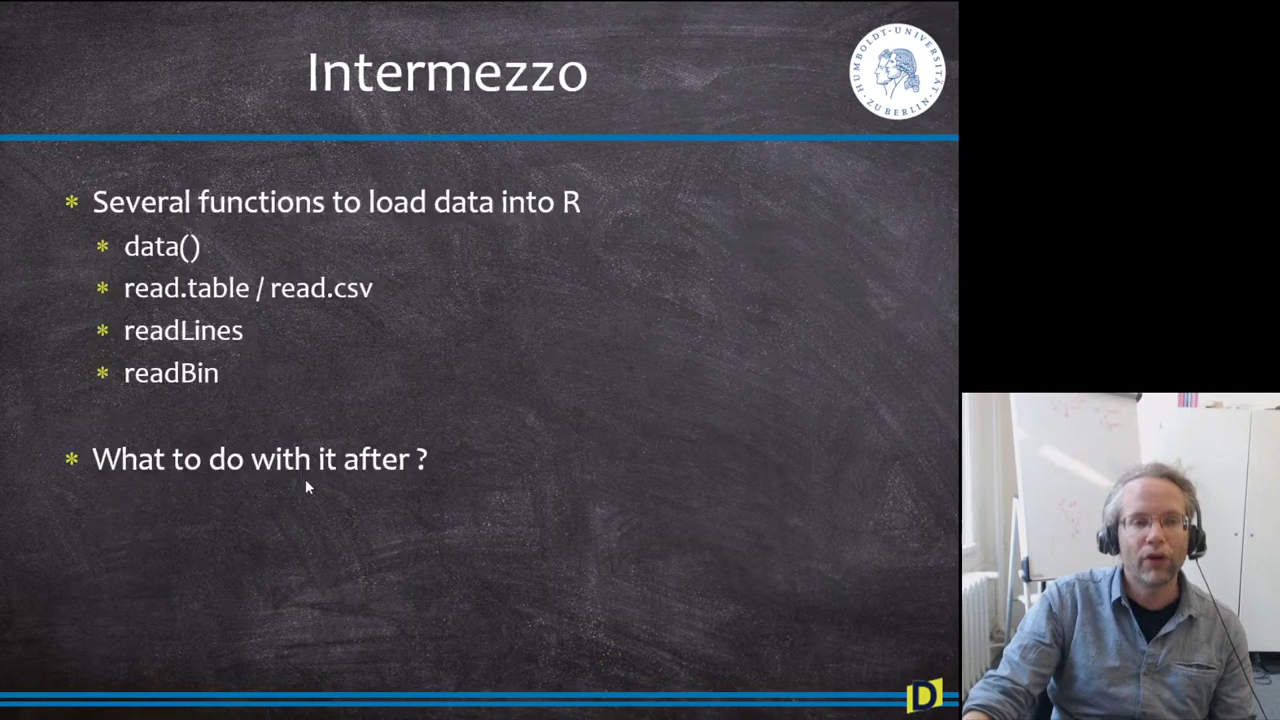 Intermezzo
HUMBOLDT-UNIVERSITÄT
ZU BERLIN
* Several functions to load data into R
* data()
* read.table / read.csv
* readLines
* readBin
* What to do with it after ?
D